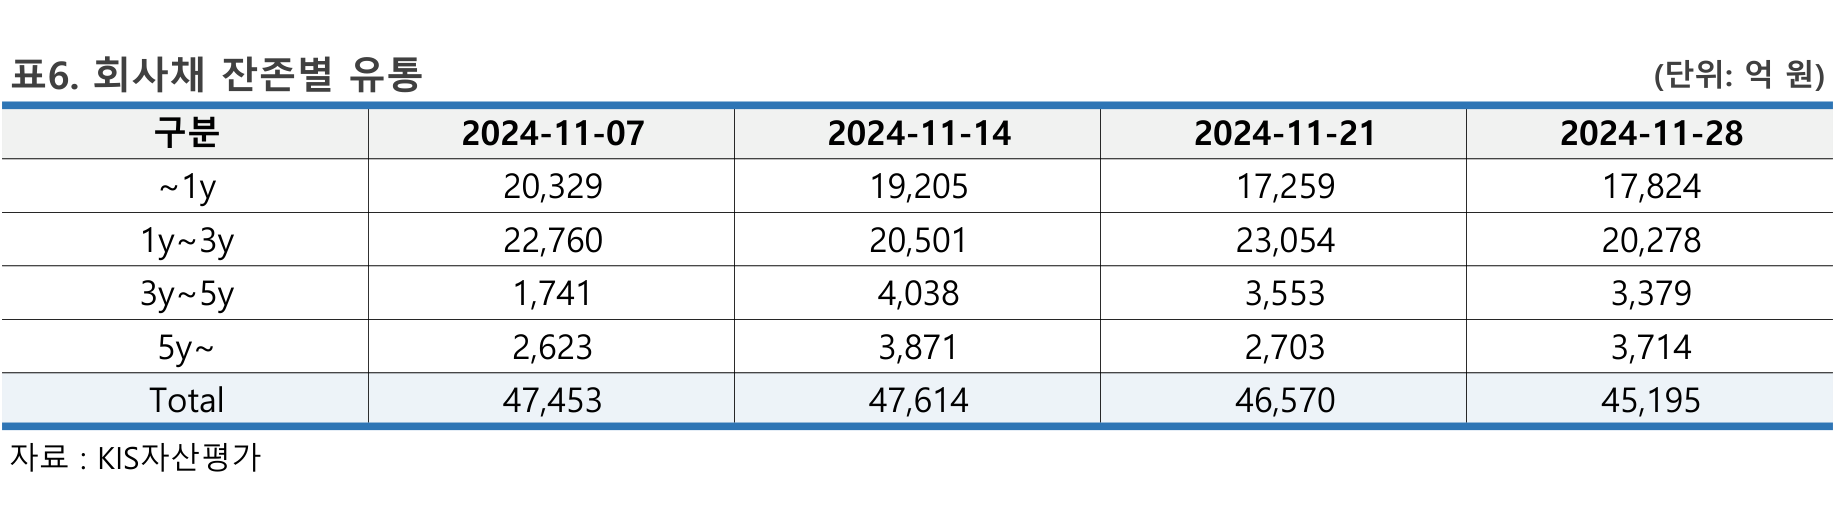 표6. 회사채 잔존별 유통 (단위: 억 원)
구분 2024-11-07 2024-11-14 2024-11-21 2024-11-28
~1y 20,329 19,205 17,259 17,824
1y~3y 22,760 20,501 23,054 20,278
3y~5y 1,741 4,038 3,553 3,379
5y~ 2,623 3,871 2,703 3,714
Total 47,453 47,614 46,570 45,195
자료 : KIS자산평가